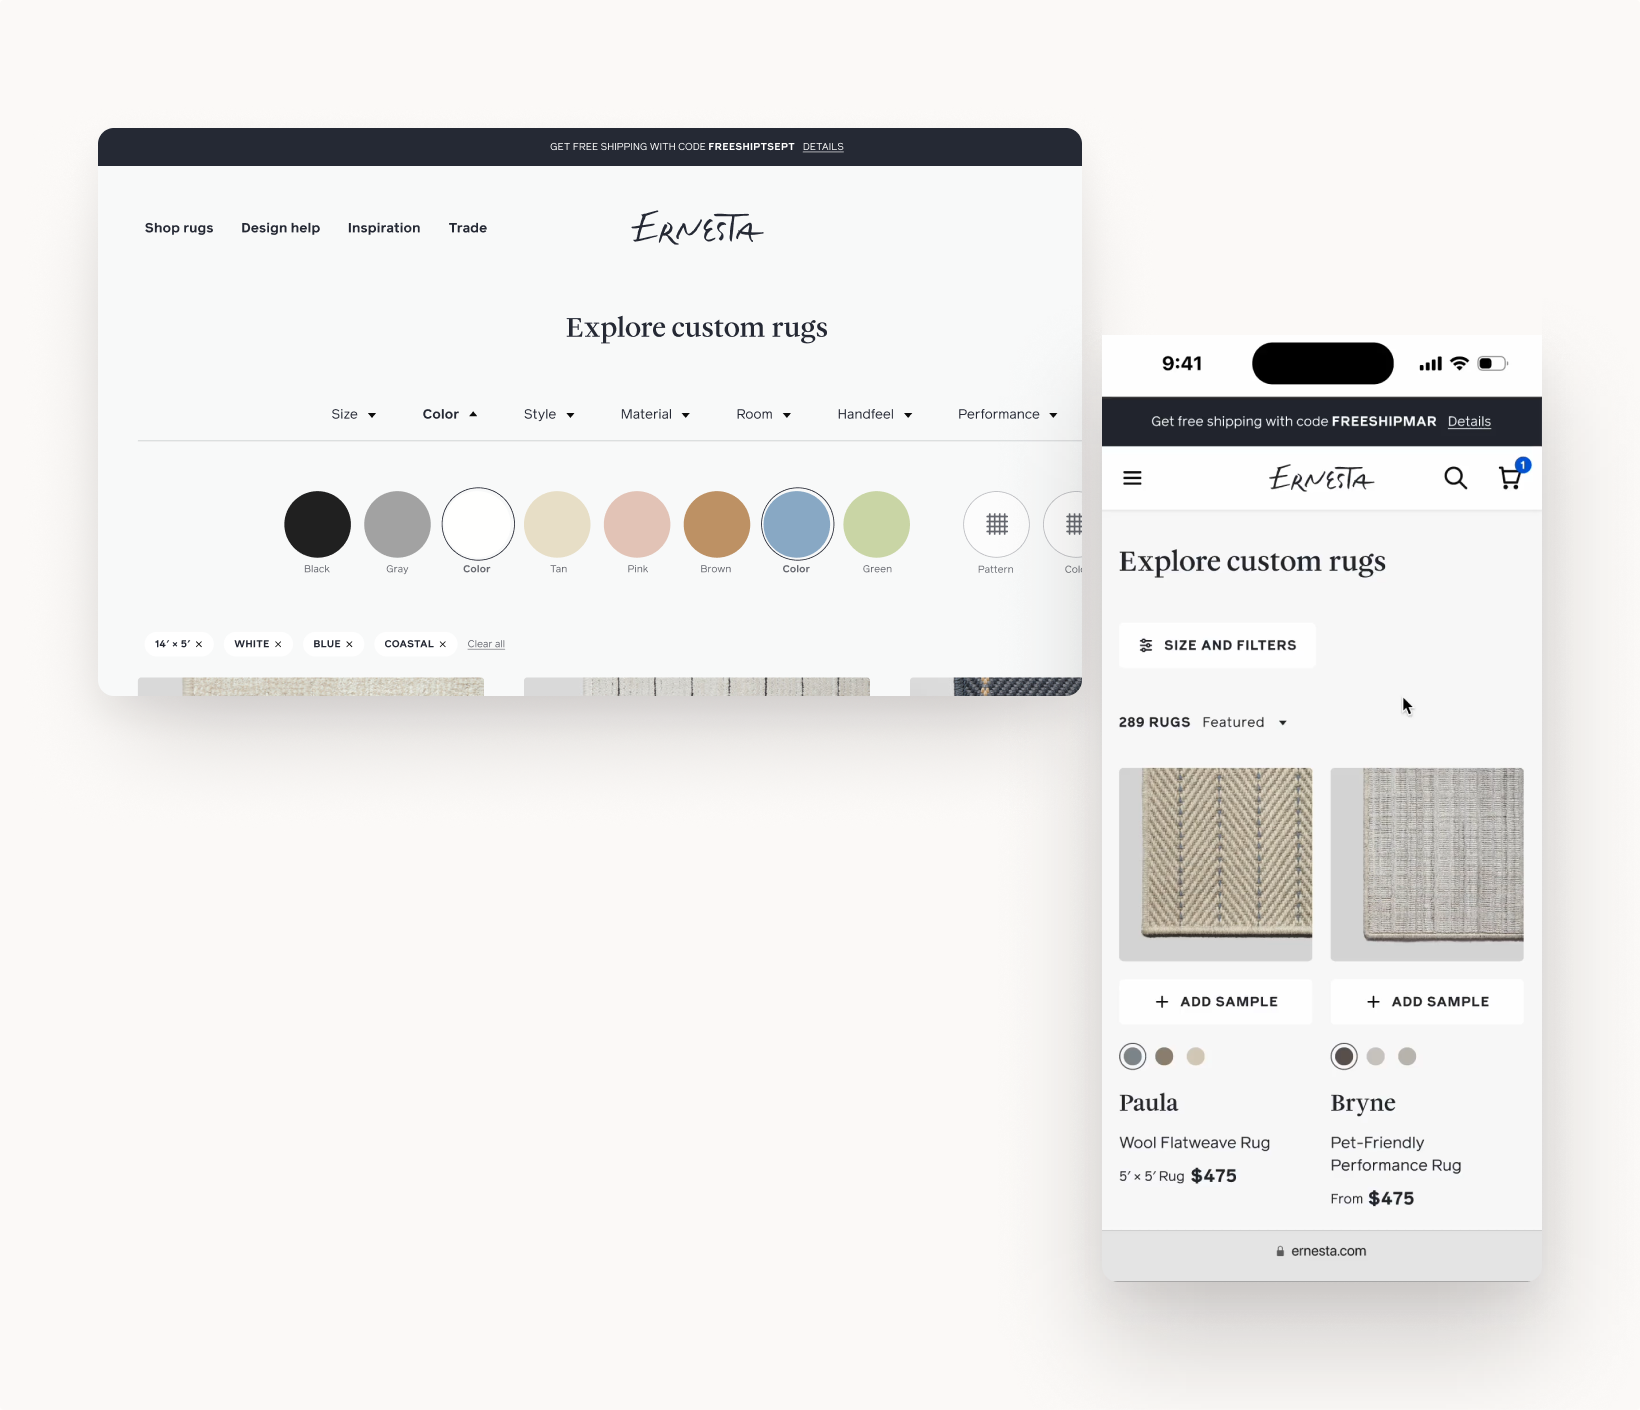 GET FREE SHIPPING WITH CODE FREESHIPTSEPT DETAILS
Shop rugs Design help Inspiration Trade
ERNESTA
Explore custom rugs
Size Color Style Material Room Handfeel Performance
Black Gray Color Tan Pink Brown Color Green Pattern
14′ × 5′ × WHITE × BLUE × COASTAL × Clear all
9:41
Get free shipping with code FREESHIPMAR Details
ERNESTA
1
Explore custom rugs
SIZE AND FILTERS
289 RUGS Featured
+ ADD SAMPLE
+ ADD SAMPLE
Paula
Wool Flatweave Rug
5′ × 5′ Rug $475
Bryne
Pet-Friendly
Performance Rug
From $475
ernesta.com